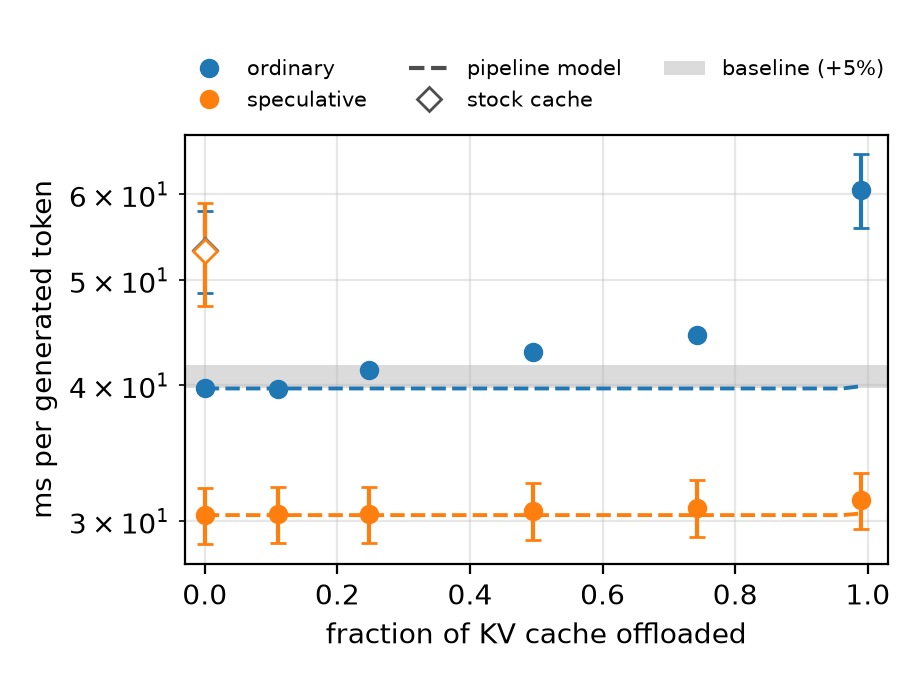 ordinary
speculative
pipeline model
stock cache
baseline (+5%)
ms per generated token
6 × 10¹
5 × 10¹
4 × 10¹
3 × 10¹
0.0 0.2 0.4 0.6 0.8 1.0
fraction of KV cache offloaded